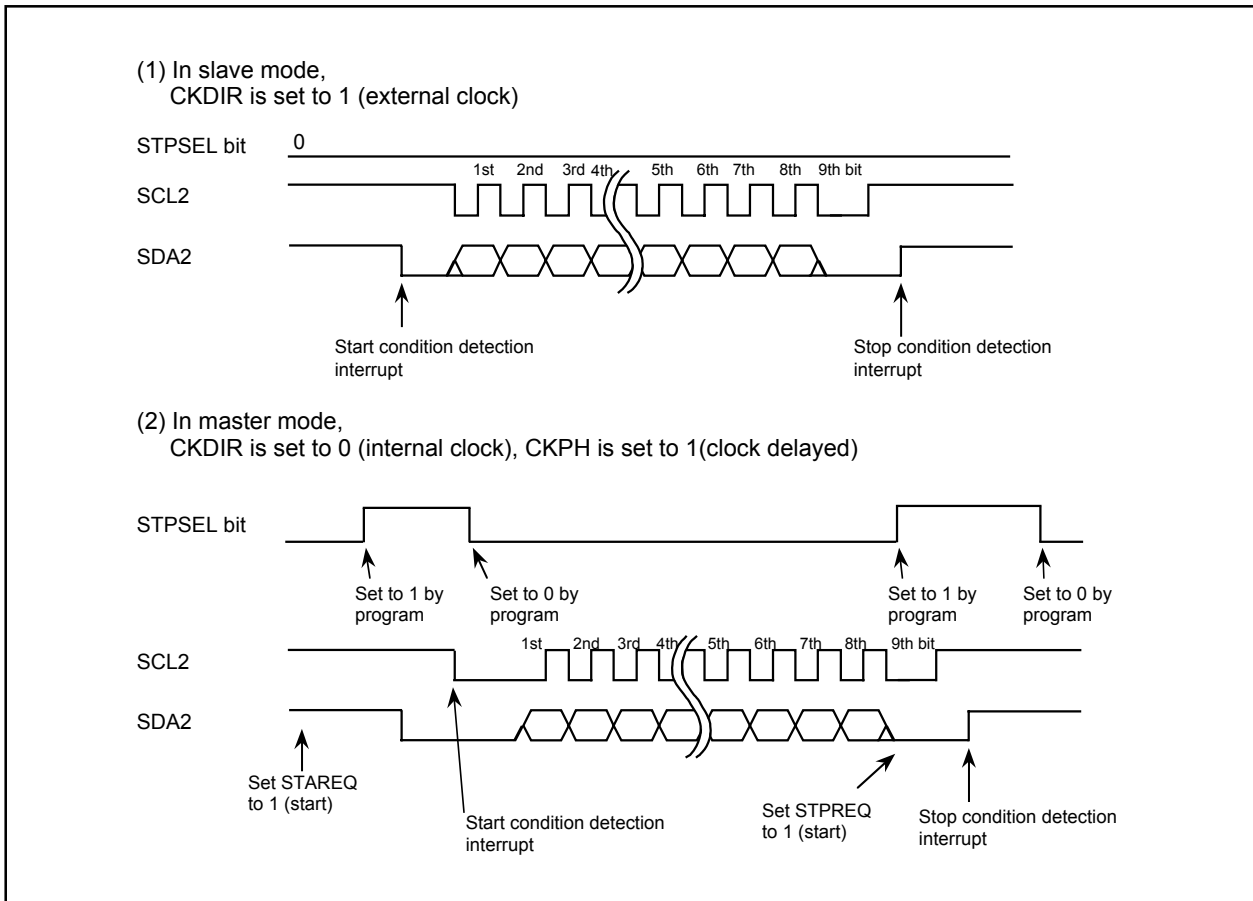 (1) In slave mode,
CKDIR is set to 1 (external clock)
STPSEL bit
0
1st 2nd 3rd 4th 5th 6th 7th 8th 9th bit
SCL2
SDA2
Start condition detection
interrupt
Stop condition detection
interrupt
(2) In master mode,
CKDIR is set to 0 (internal clock), CKPH is set to 1(clock delayed)
STPSEL bit
Set to 1 by
program
Set to 0 by
program
Set to 1 by
program
Set to 0 by
program
1st 2nd 3rd 4th 5th 6th 7th 8th 9th bit
SCL2
SDA2
Set STAREQ
to 1 (start)
Start condition detection
interrupt
Set STPREQ
to 1 (start)
Stop condition detection
interrupt